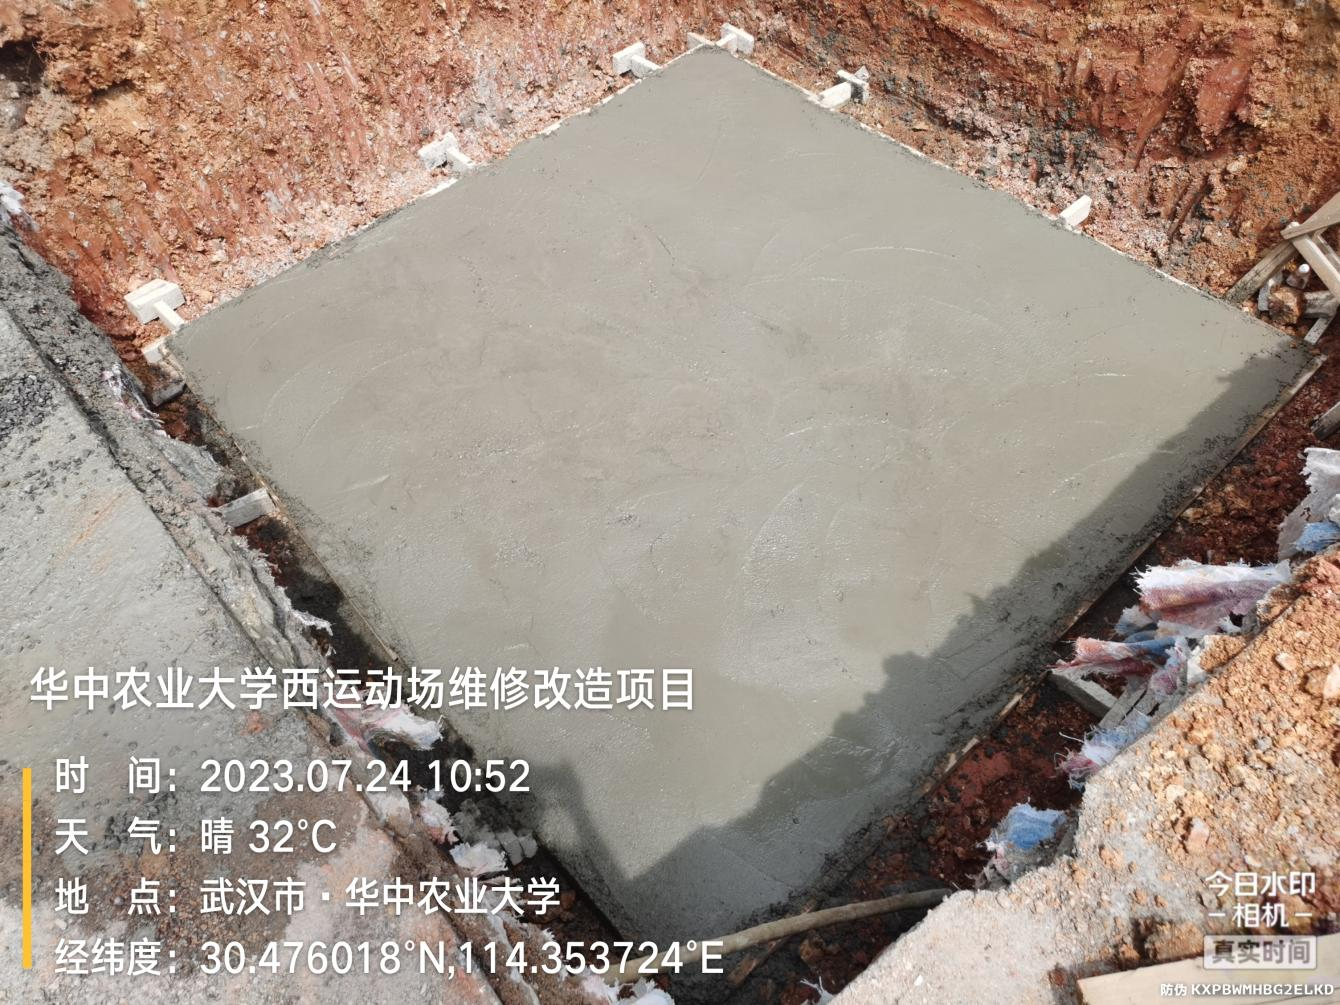 华中农业大学西运动场维修改造项目
时 间：2023.07.24 10:52
天 气：晴 32°C
地 点：武汉市·华中农业大学
经纬度：30.476018°N,114.353724°E
今日水印
相机
真实时间
防伪 KXPBWMHBG2ELKD